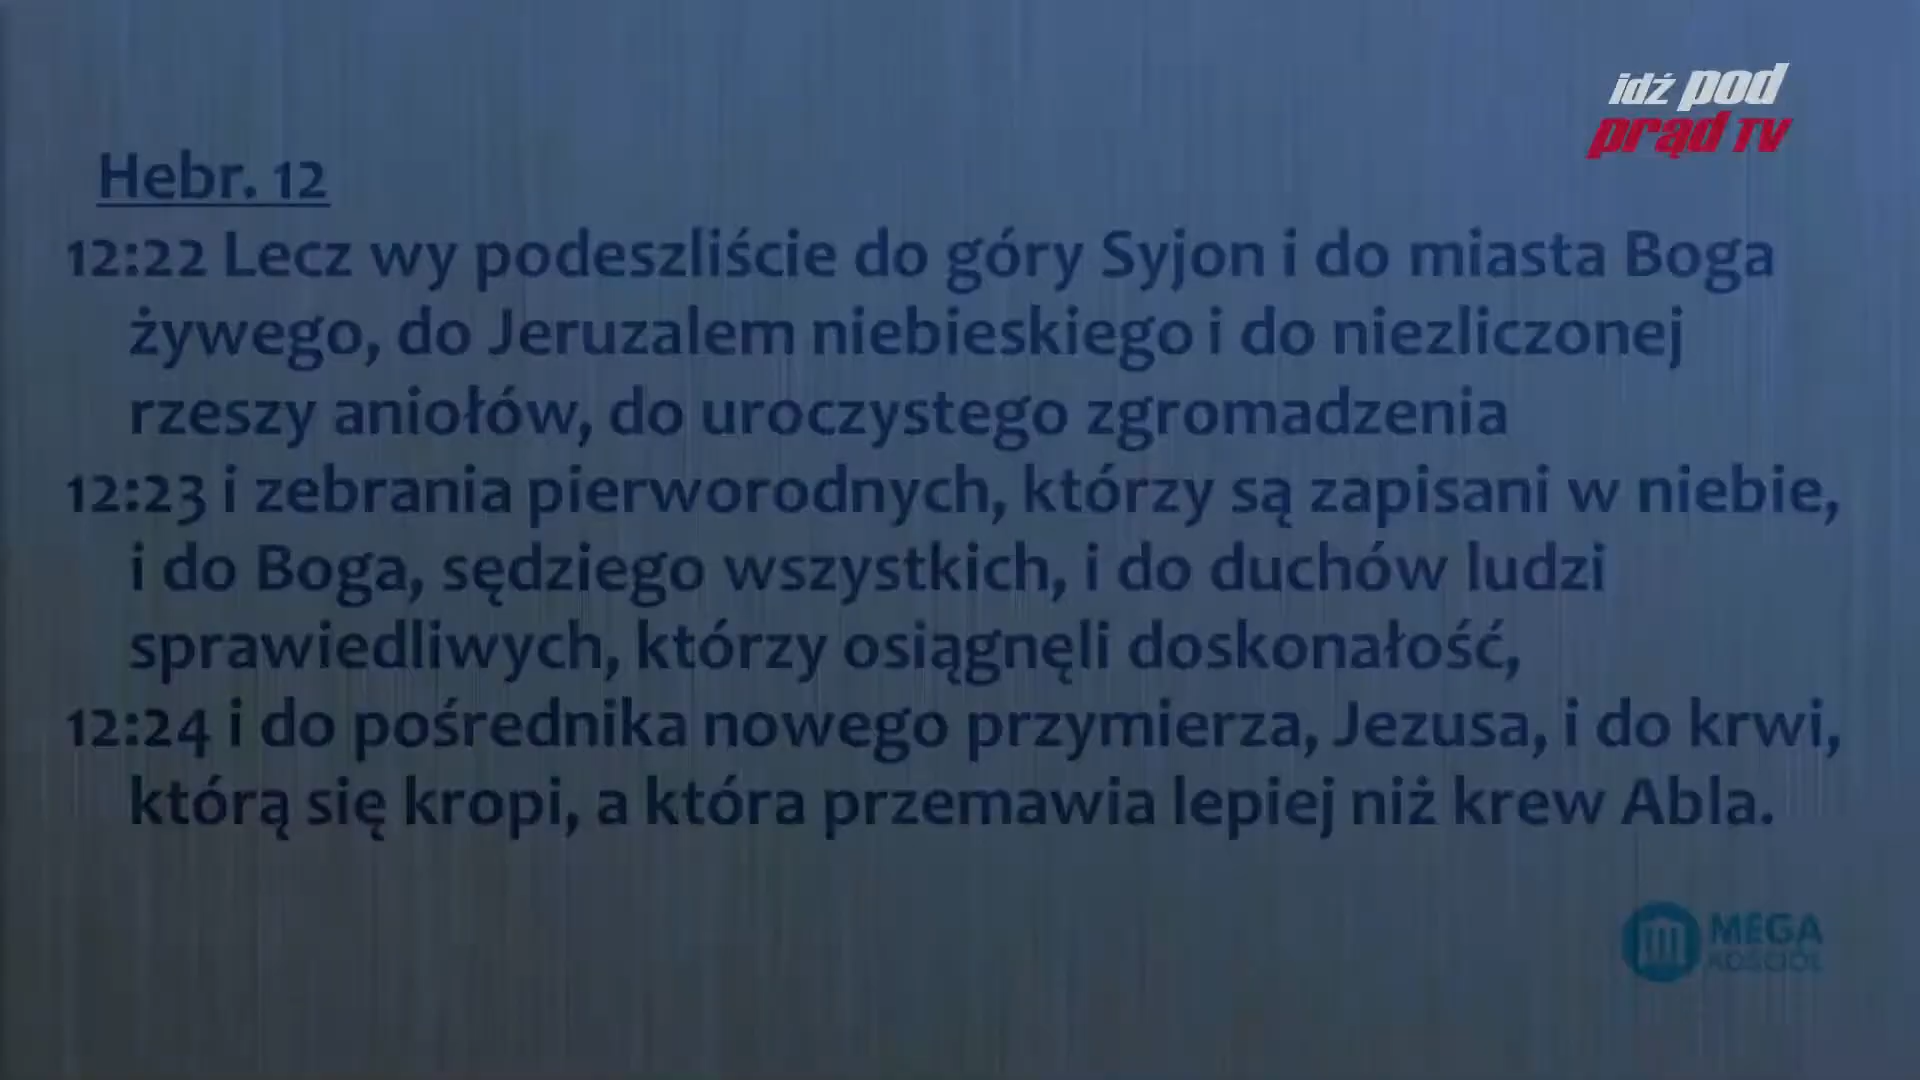 idź pod
prąd TV
Hebr. 12
12:22 Lecz wy podeszliście do góry Syjon i do miasta Boga
żywego, do Jeruzalem niebieskiego i do niezliczonej
rzeszy aniołów, do uroczystego zgromadzenia
12:23 i zebrania pierworodnych, którzy są zapisani w niebie,
i do Boga, sędziego wszystkich, i do duchów ludzi
sprawiedliwych, którzy osiągnęli doskonałość,
12:24 i do pośrednika nowego przymierza, Jezusa, i do krwi,
którą się kropi, a która przemawia lepiej niż krew Abla.
MEGA
KOŚCIÓŁ